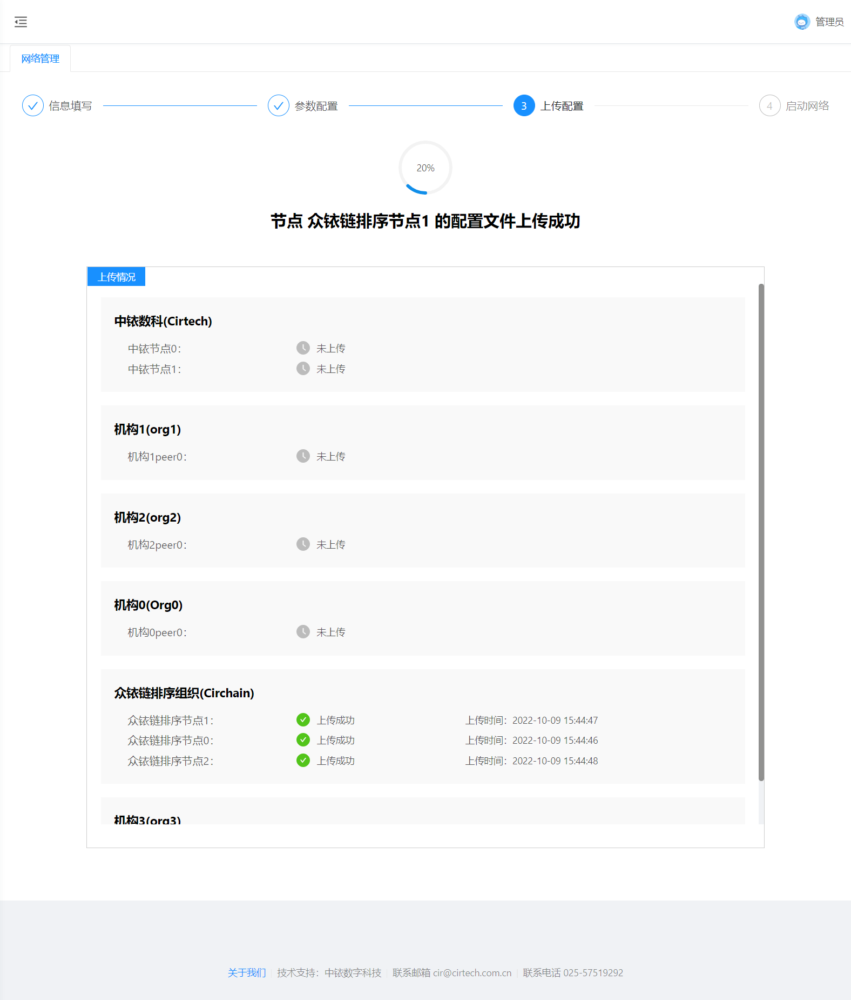 管理员
网络管理
信息填写
参数配置
3 上传配置
4 启动网络
20%
节点 众铱链排序节点1 的配置文件上传成功
上传情况
中铱数科(Cirtech)
中铱节点0： 未上传
中铱节点1： 未上传
机构1(org1)
机构1peer0： 未上传
机构2(org2)
机构2peer0： 未上传
机构0(Org0)
机构0peer0： 未上传
众铱链排序组织(Circhain)
众铱链排序节点1： 上传成功 上传时间：2022-10-09 15:44:47
众铱链排序节点0： 上传成功 上传时间：2022-10-09 15:44:46
众铱链排序节点2： 上传成功 上传时间：2022-10-09 15:44:48
机构3(org3)
关于我们 技术支持：中铱数字科技 联系邮箱 cir@cirtech.com.cn 联系电话 025-57519292